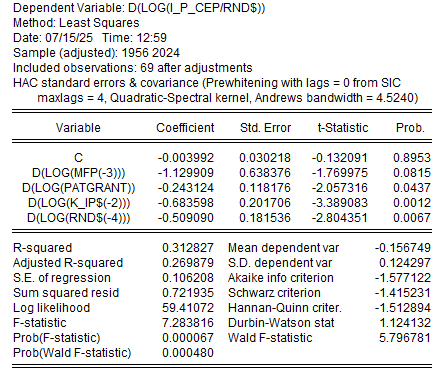 Dependent Variable: D(LOG(I_P_CEP/RND$))
Method: Least Squares
Date: 07/15/25 Time: 12:59
Sample (adjusted): 1956 2024
Included observations: 69 after adjustments
HAC standard errors & covariance (Prewhitening with lags = 0 from SIC
maxlags = 4, Quadratic-Spectral kernel, Andrews bandwidth = 4.5240)
Variable Coefficient Std. Error t-Statistic Prob.
C -0.003992 0.030218 -0.132091 0.8953
D(LOG(MFP(-3))) -1.129909 0.638376 -1.769975 0.0815
D(LOG(PATGRANT)) -0.243124 0.118176 -2.057316 0.0437
D(LOG(K_IP$(-2))) -0.683598 0.201706 -3.389083 0.0012
D(LOG(RND$(-4))) -0.509090 0.181536 -2.804351 0.0067
R-squared 0.312827 Mean dependent var -0.156749
Adjusted R-squared 0.269879 S.D. dependent var 0.124297
S.E. of regression 0.106208 Akaike info criterion -1.577122
Sum squared resid 0.721935 Schwarz criterion -1.415231
Log likelihood 59.41072 Hannan-Quinn criter. -1.512894
F-statistic 7.283816 Durbin-Watson stat 1.124132
Prob(F-statistic) 0.000067 Wald F-statistic 5.796781
Prob(Wald F-statistic) 0.000480